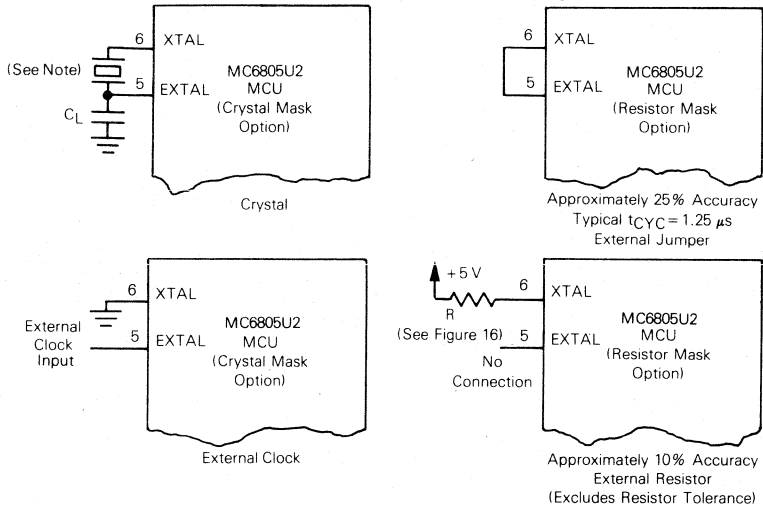 6 XTAL
(See Note)
5 EXTAL
C_L
MC6805U2
MCU
(Crystal Mask
Option)
Crystal
6 XTAL
5 EXTAL
MC6805U2
MCU
(Resistor Mask
Option)
Approximately 25% Accuracy
Typical tCYC = 1.25 μs
External Jumper
6 XTAL
External
Clock
Input
5 EXTAL
MC6805U2
MCU
(Crystal Mask
Option)
External Clock
+5 V
6 XTAL
R
(See Figure 16)
5 EXTAL
No
Connection
MC6805U2
MCU
(Resistor Mask
Option)
Approximately 10% Accuracy
External Resistor
(Excludes Resistor Tolerance)